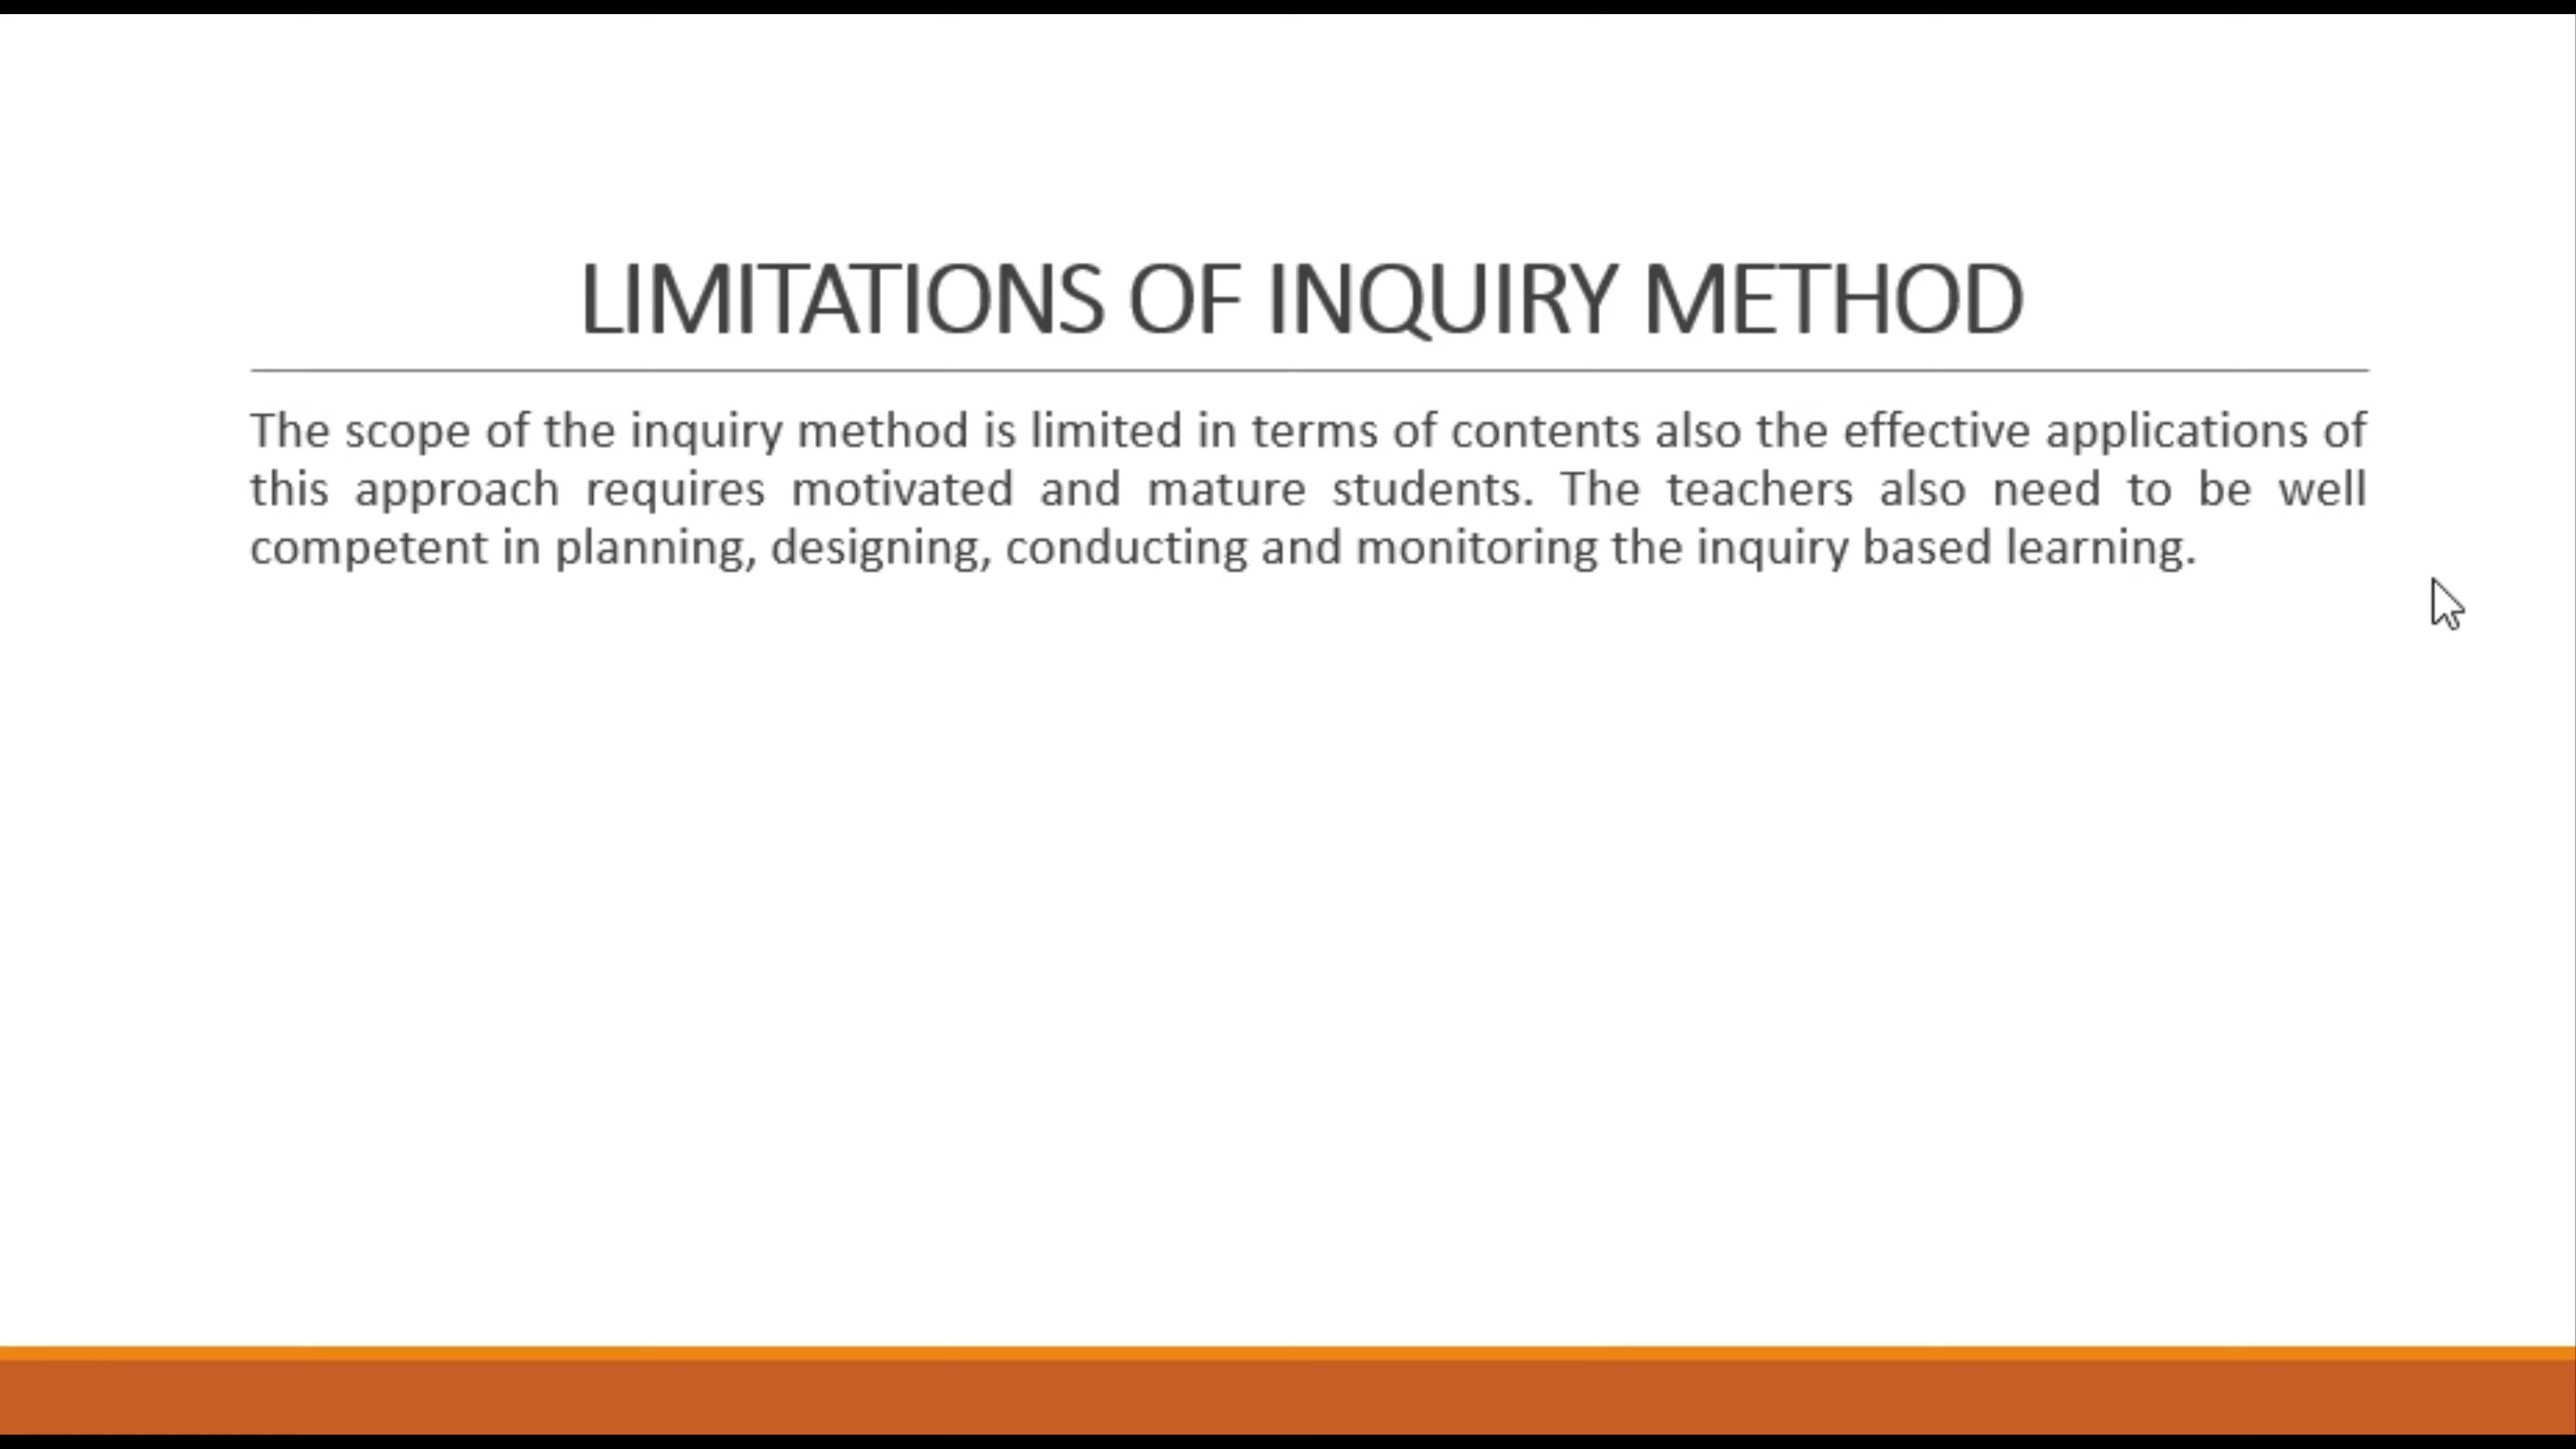 LIMITATIONS OF INQUIRY METHOD
The scope of the inquiry method is limited in terms of contents also the effective applications of
this approach requires motivated and mature students. The teachers also need to be well
competent in planning, designing, conducting and monitoring the inquiry based learning.